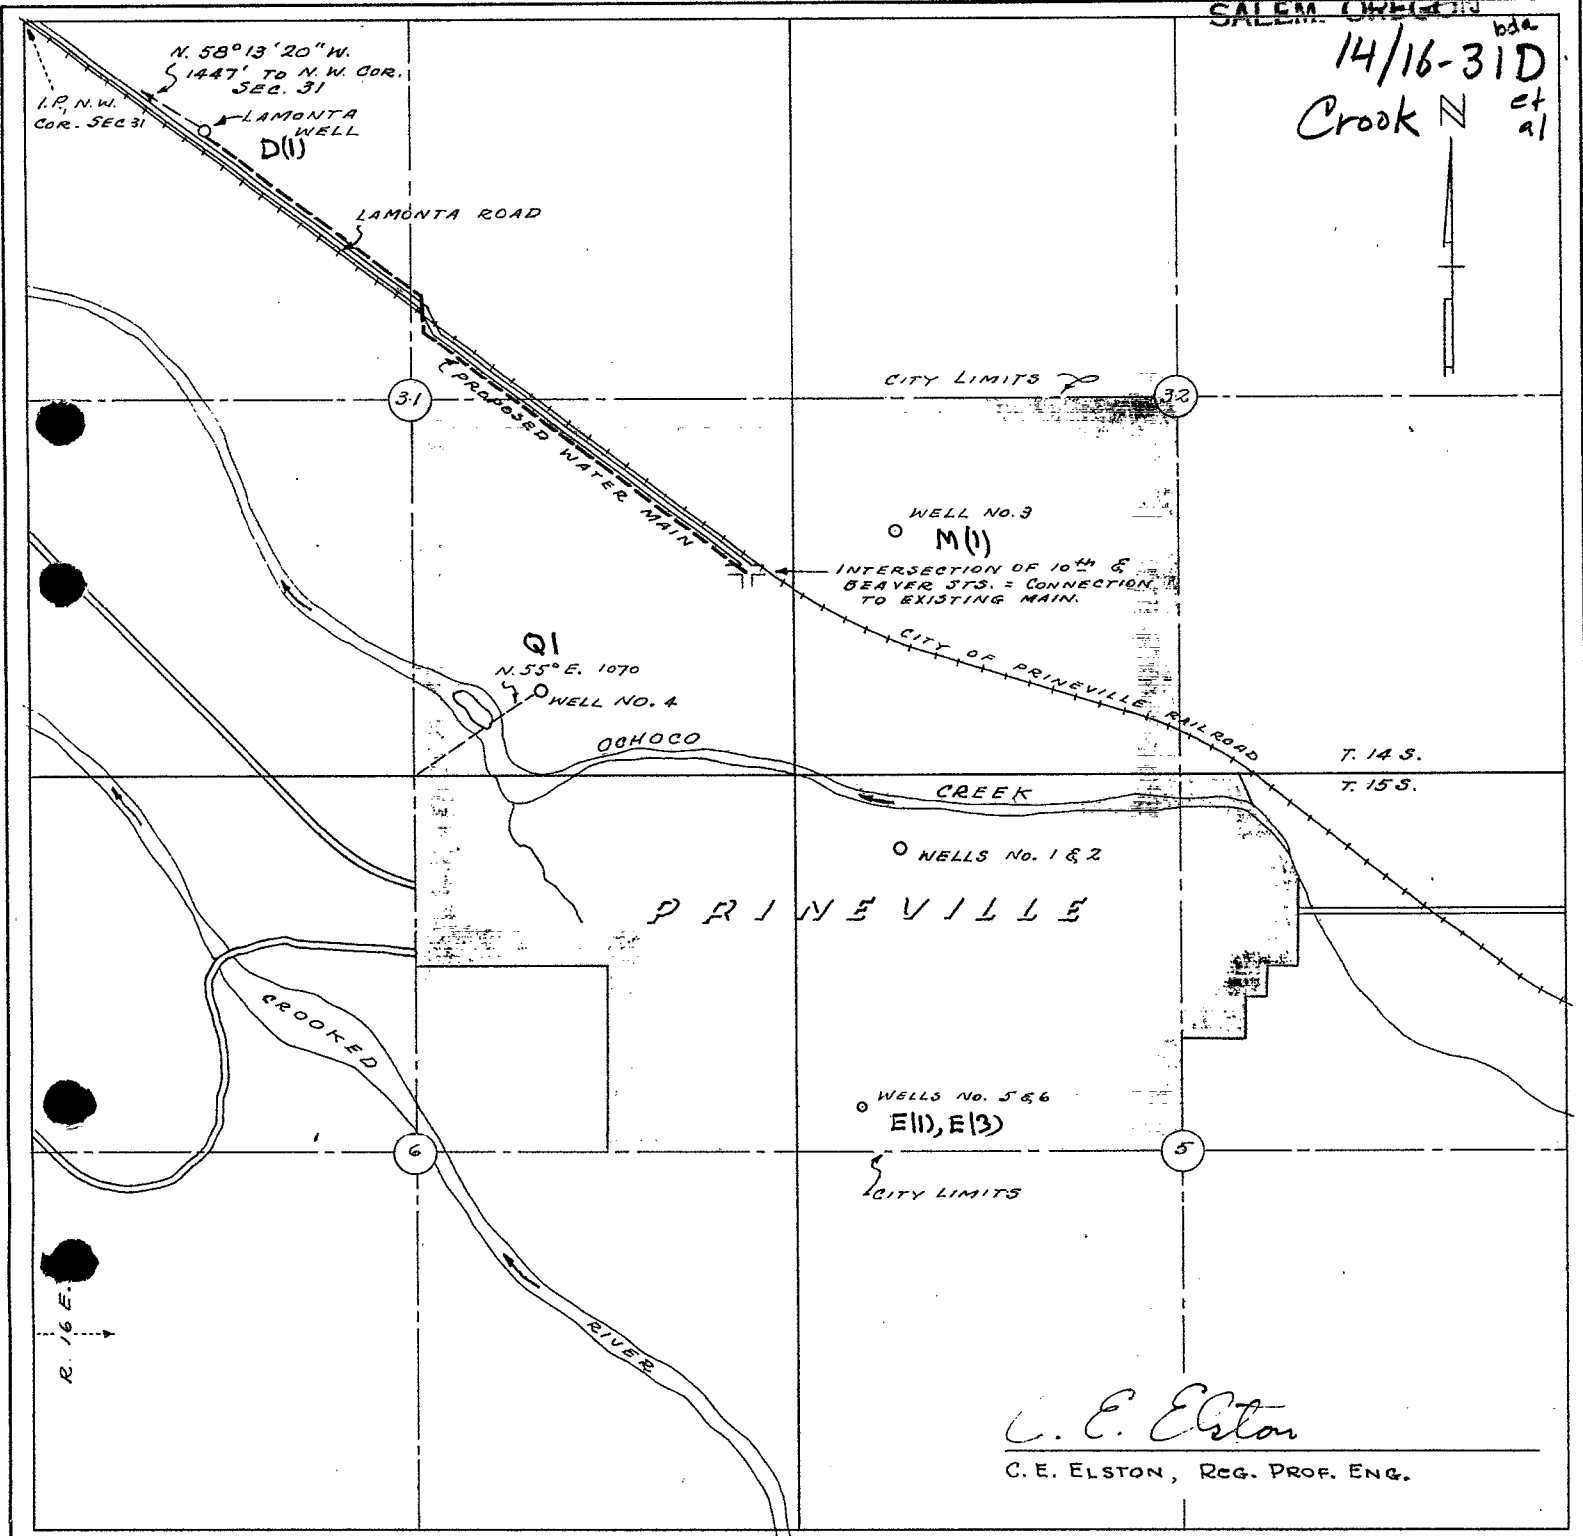 SALEM. OREGON
bda
14/16-31D
Crook N et
al
N. 58°13'20"W.
1447' TO N.W. COR.
SEC. 31
I.P., N.W.
COR. SEC 31
LAMONTA
WELL
D(1)
LAMONTA ROAD
CITY LIMITS
31
32
PROPOSED WATER MAIN
WELL NO. 3
M(1)
INTERSECTION OF 10th &
BEAVER STS. = CONNECTION
TO EXISTING MAIN.
CITY OF PRINEVILLE RAILROAD
Q1
N. 55° E. 1070
WELL NO. 4
OCHOCO
CREEK
T. 14 S.
T. 15 S.
WELLS No. 1 & 2
PRINEVILLE
CROOKED
RIVER
WELLS No. 5 & 6
E(1), E(3)
6
5
CITY LIMITS
R. 16 E.
C. E. Elston
C. E. ELSTON, REG. PROF. ENG.